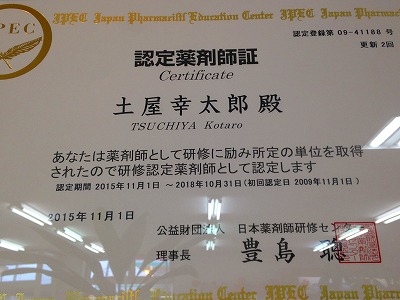 JPEC Japan Pharmacist Education Center JPEC Japan Pharmac
PEC
認定登録第 09-41188 号
更新 2回
認定薬剤師証
Certificate
土屋幸太郎 殿
TSUCHIYA Kotaro
あなたは薬剤師として研修に励み所定の単位を取得
されたので研修認定薬剤師として認定します
認定期間 2015年11月1日 ～2018年10月31日(初回認定日 2009年11月1日)
2015年11月1日
公益財団法人 日本薬剤師研修センター
理事長 豊島 聰